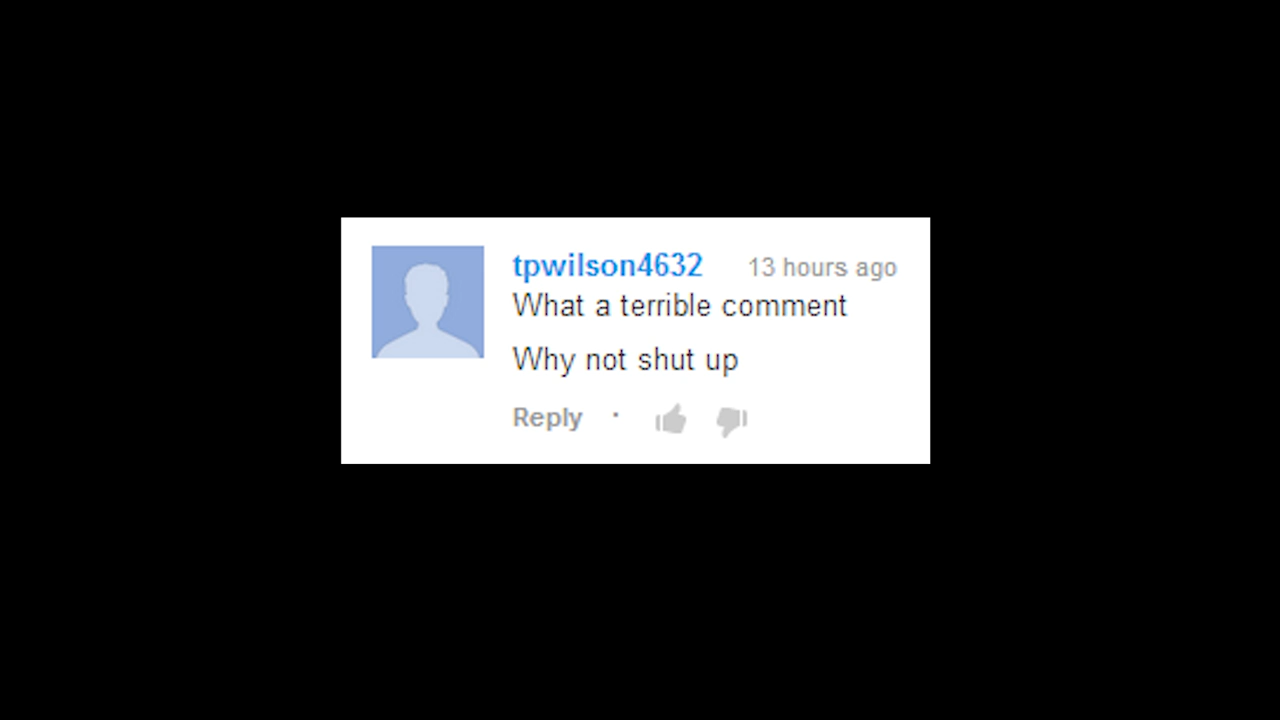 tpwilson4632 13 hours ago
What a terrible comment
Why not shut up
Reply ·